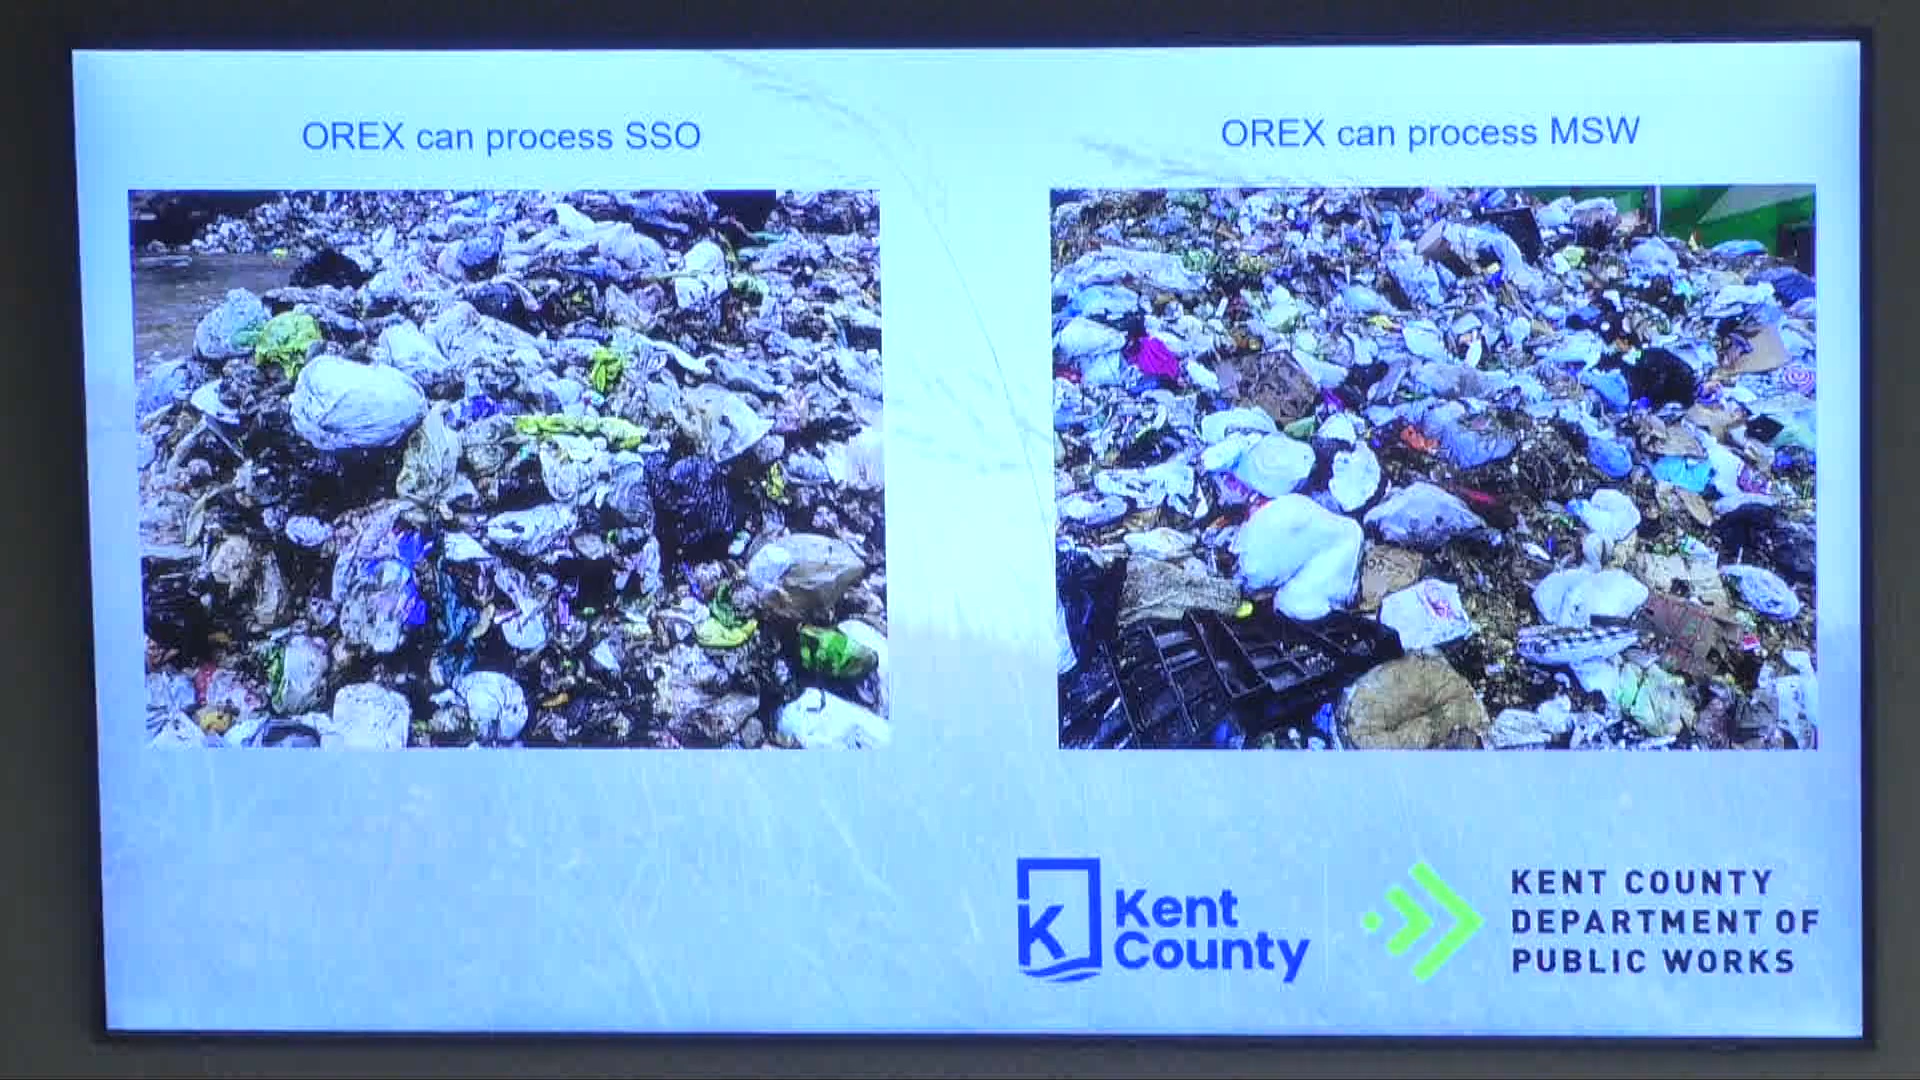 OREX can process SSO
OREX can process MSW
K
Kent
County
KENT COUNTY
DEPARTMENT OF
PUBLIC WORKS